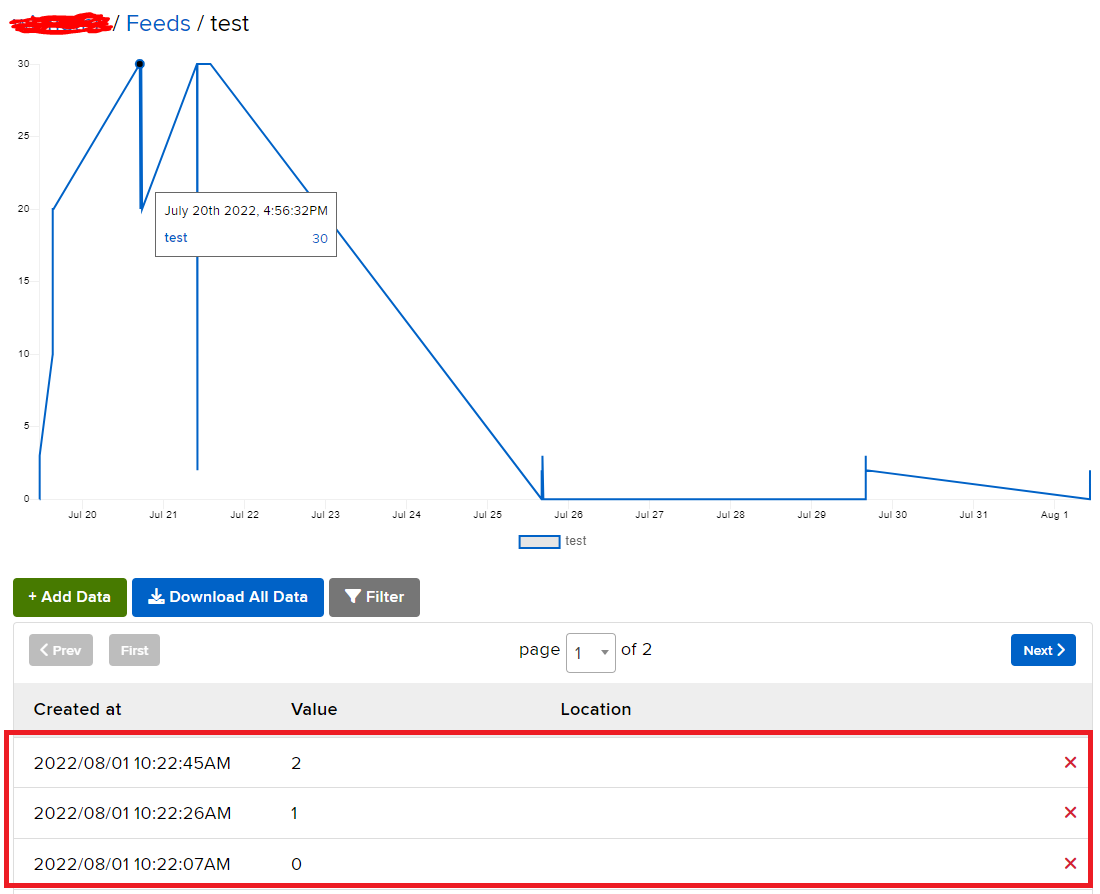 / Feeds / test
30
25
20
15
10
5
0
July 20th 2022, 4:56:32PM
test 30
Jul 20 Jul 21 Jul 22 Jul 23 Jul 24 Jul 25 Jul 26 Jul 27 Jul 28 Jul 29 Jul 30 Jul 31 Aug 1
test
+ Add Data Download All Data Filter
Prev First page 1 of 2 Next
Created at Value Location
2022/08/01 10:22:45AM 2
2022/08/01 10:22:26AM 1
2022/08/01 10:22:07AM 0